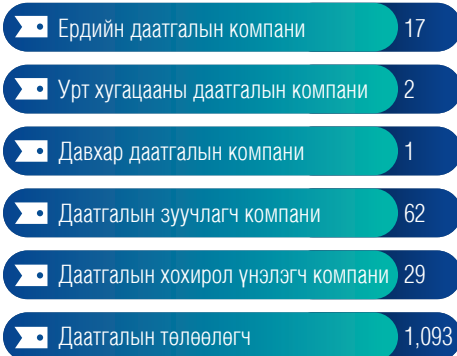 Ердийн даатгалын компани 17
Урт хугацааны даатгалын компани 2
Давхар даатгалын компани 1
Даатгалын зуучлагч компани 62
Даатгалын хохирол үнэлэгч компани 29
Даатгалын төлөөлөгч 1,093